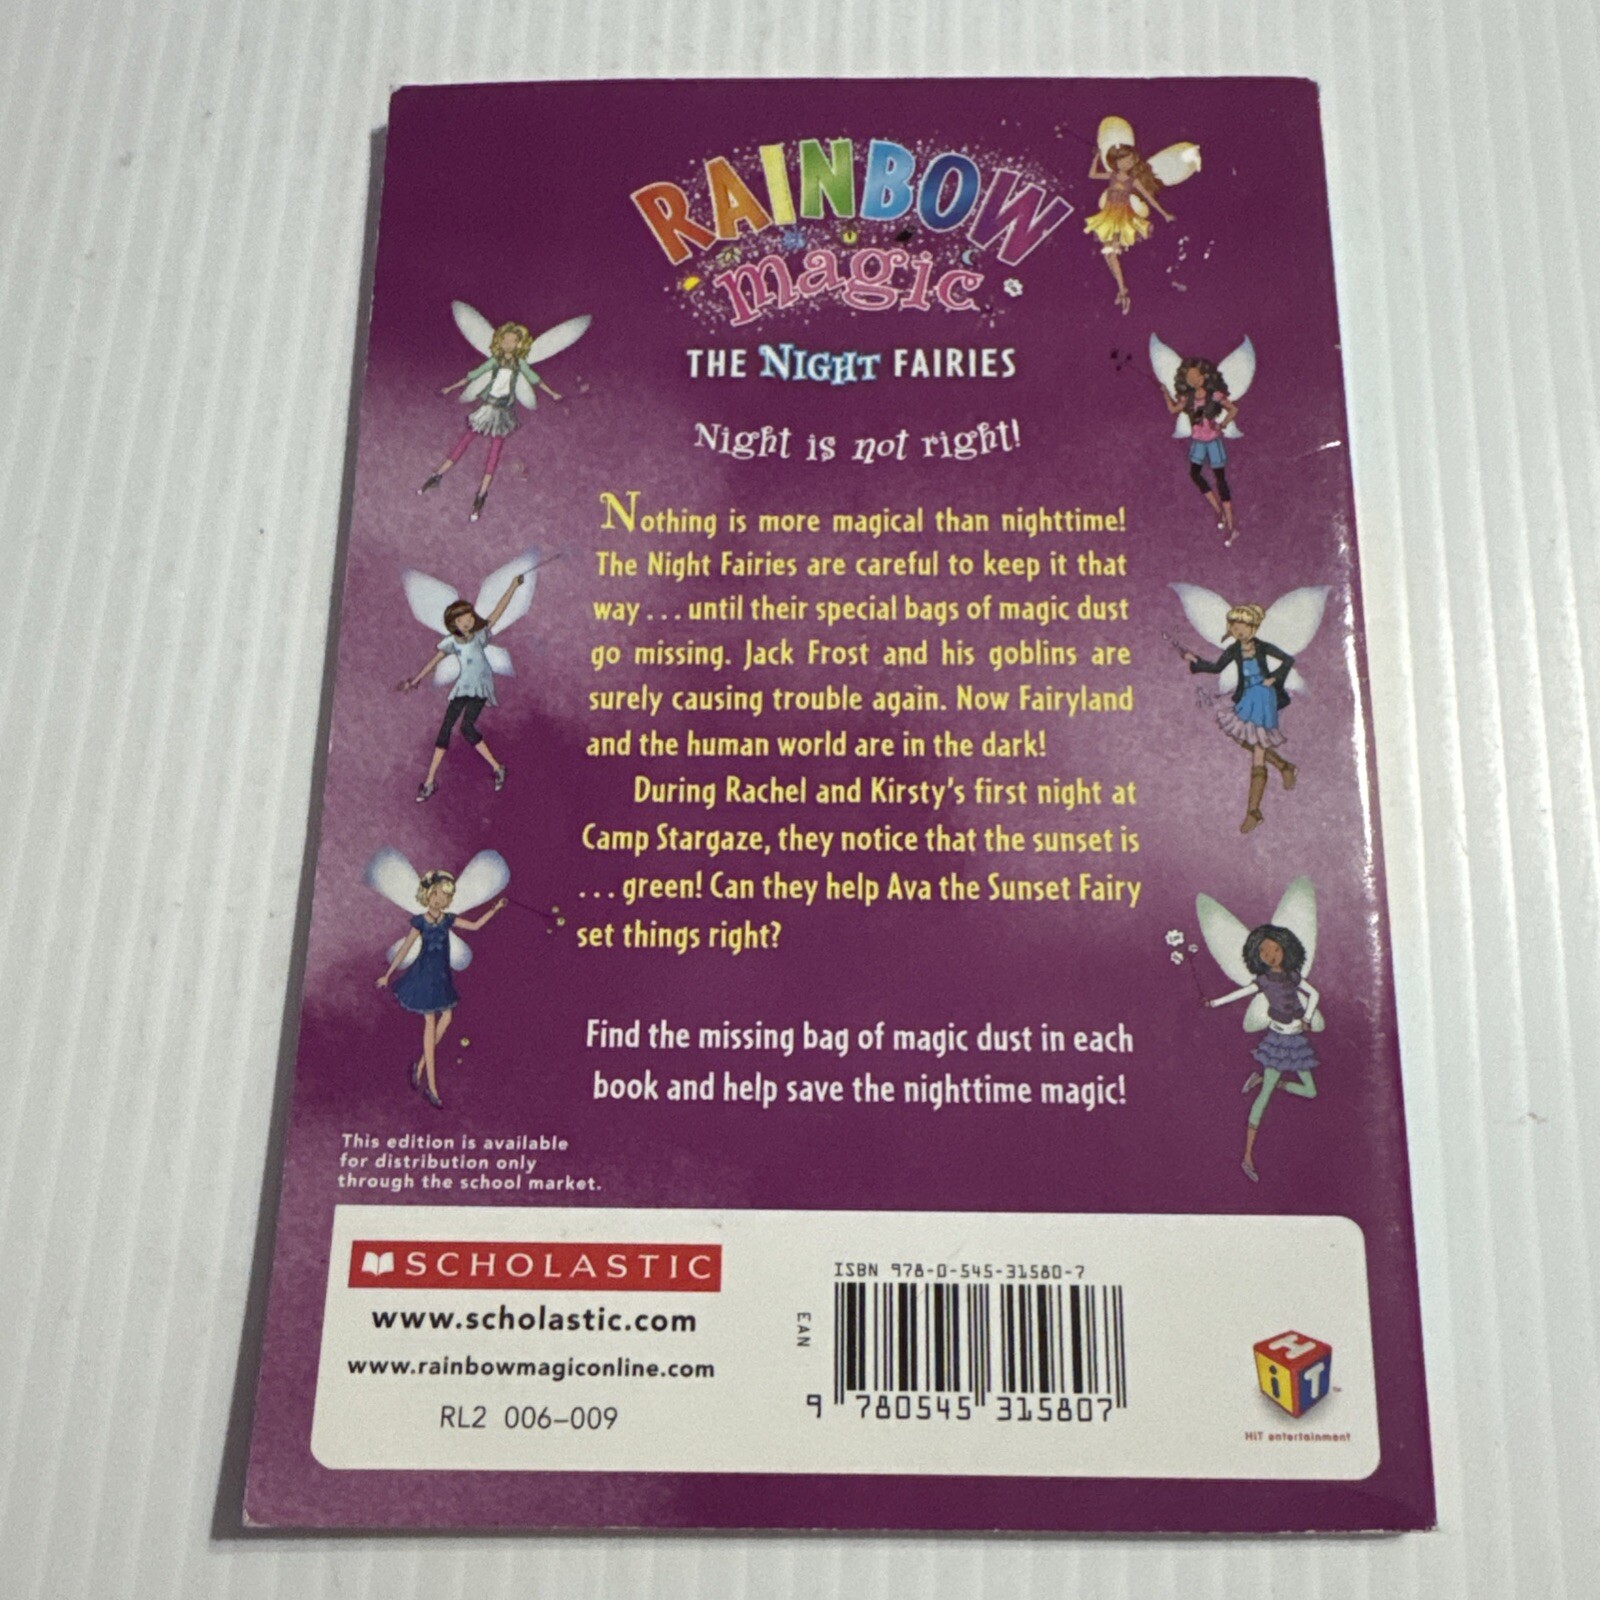 RAINBOW
magic
THE NIGHT FAIRIES
Night is not right!
Nothing is more magical than nighttime!
The Night Fairies are careful to keep it that
way . . . until their special bags of magic dust
go missing. Jack Frost and his goblins are
surely causing trouble again. Now Fairyland
and the human world are in the dark!
During Rachel and Kirsty's first night at
Camp Stargaze, they notice that the sunset is
. . . green! Can they help Ava the Sunset Fairy
set things right?
Find the missing bag of magic dust in each
book and help save the nighttime magic!
This edition is available
for distribution only
through the school market.
SCHOLASTIC
www.scholastic.com
www.rainbowmagiconline.com
RL2 006–009
ISBN 978-0-545-31580-7
EAN
9 780545 315807
HiT
HiT entertainment